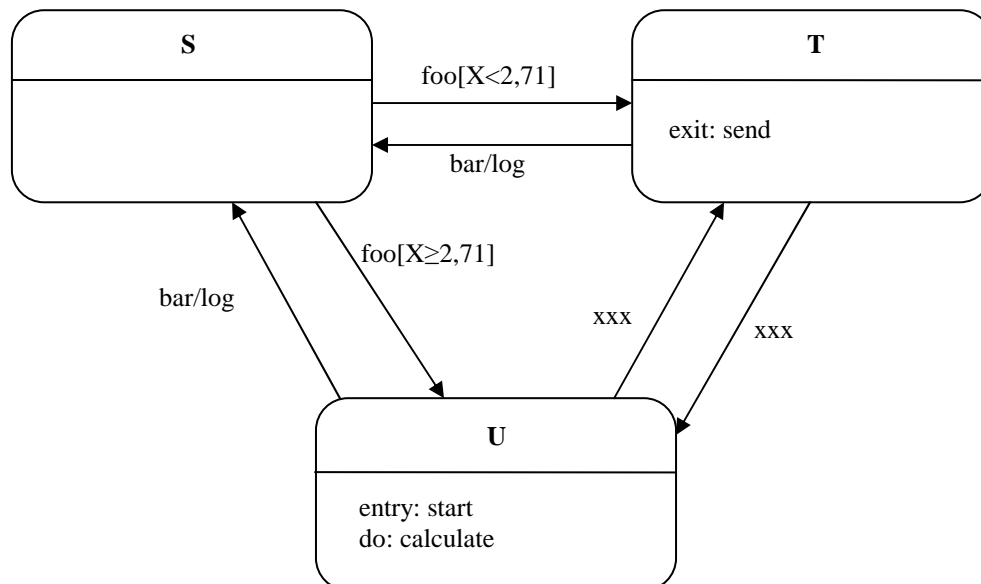 S
T
foo[X<2,71]
exit: send
bar/log
foo[X≥2,71]
bar/log
xxx
xxx
U
entry: start
do: calculate